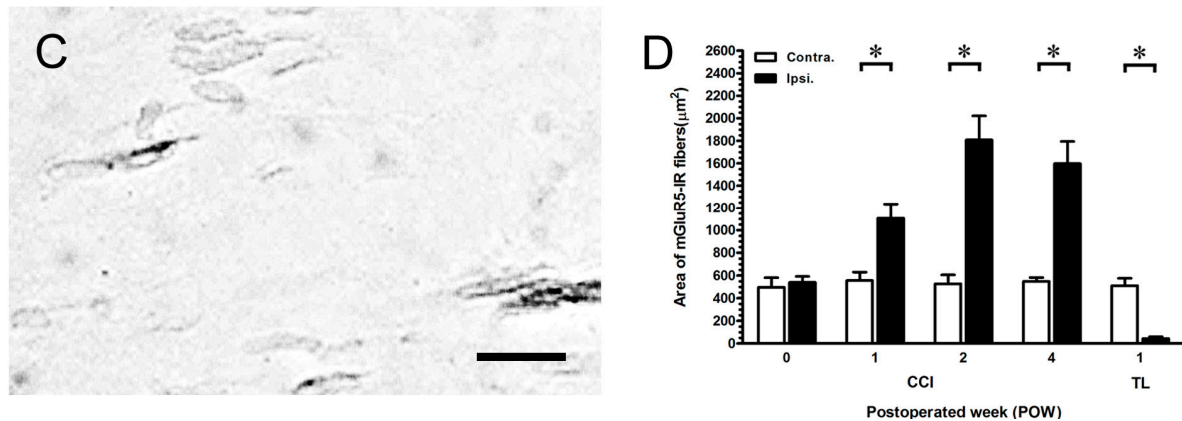 C
D
Contra.
Ipsi.
* * * *
Area of mGluR5-IR fibers(μm²)
2600
2400
2200
2000
1800
1600
1400
1200
1000
800
600
400
200
0
0 1 2 4 1
CCI TL
Postoperated week (POW)